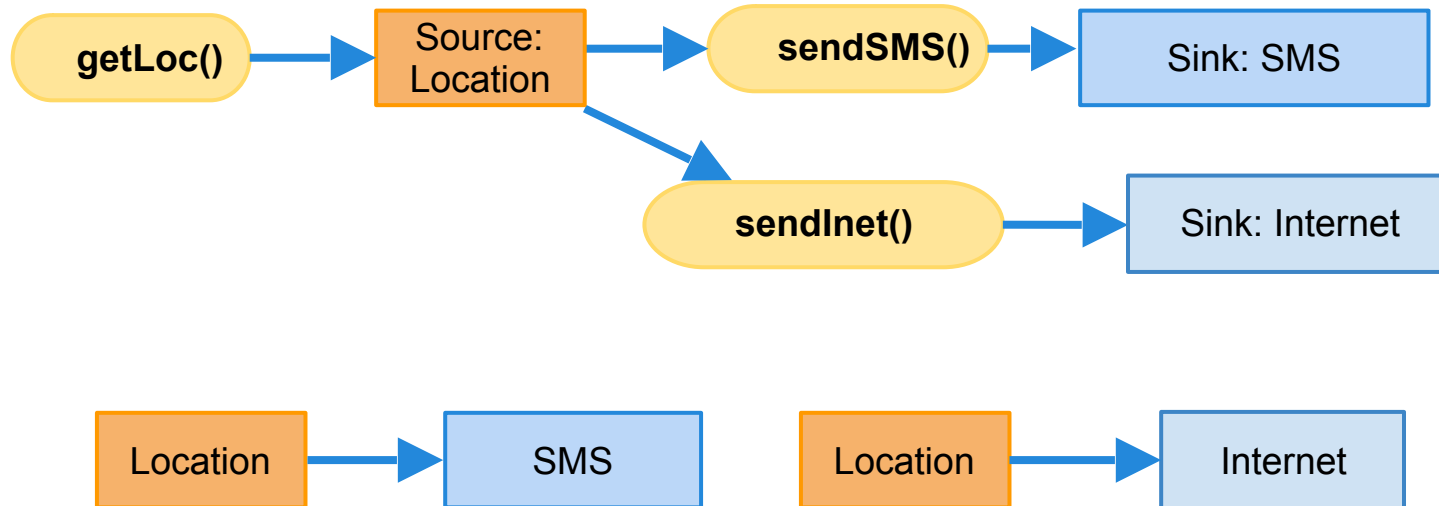 getLoc()
Source:
Location
sendSMS()
Sink: SMS
sendInet()
Sink: Internet
Location
SMS
Location
Internet